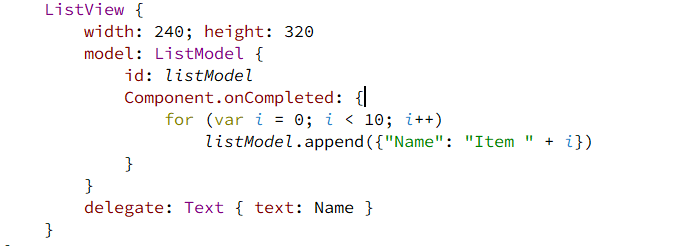 ListView {
width: 240; height: 320
model: ListModel {
id: listModel
Component.onCompleted: {
for (var i = 0; i < 10; i++)
listModel.append({"Name": "Item " + i})
}
}
delegate: Text { text: Name }
}